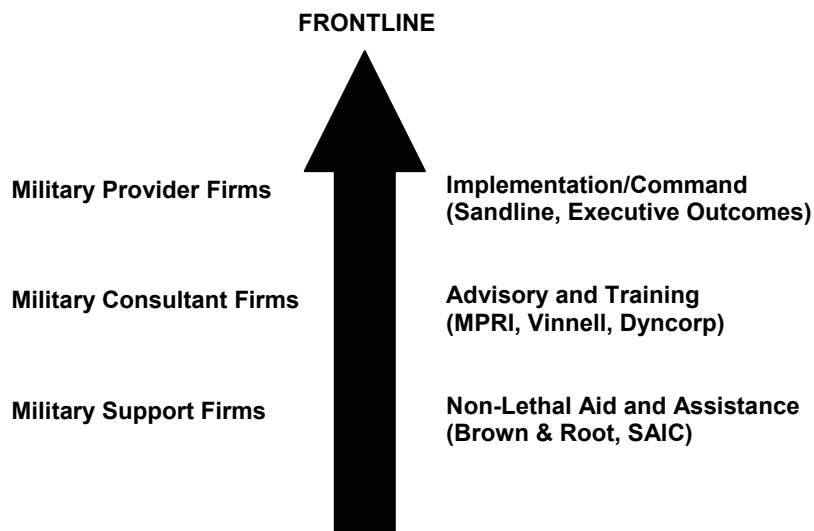 FRONTLINE
Military Provider Firms
Implementation/Command
(Sandline, Executive Outcomes)
Military Consultant Firms
Advisory and Training
(MPRI, Vinnell, Dyncorp)
Military Support Firms
Non-Lethal Aid and Assistance
(Brown & Root, SAIC)